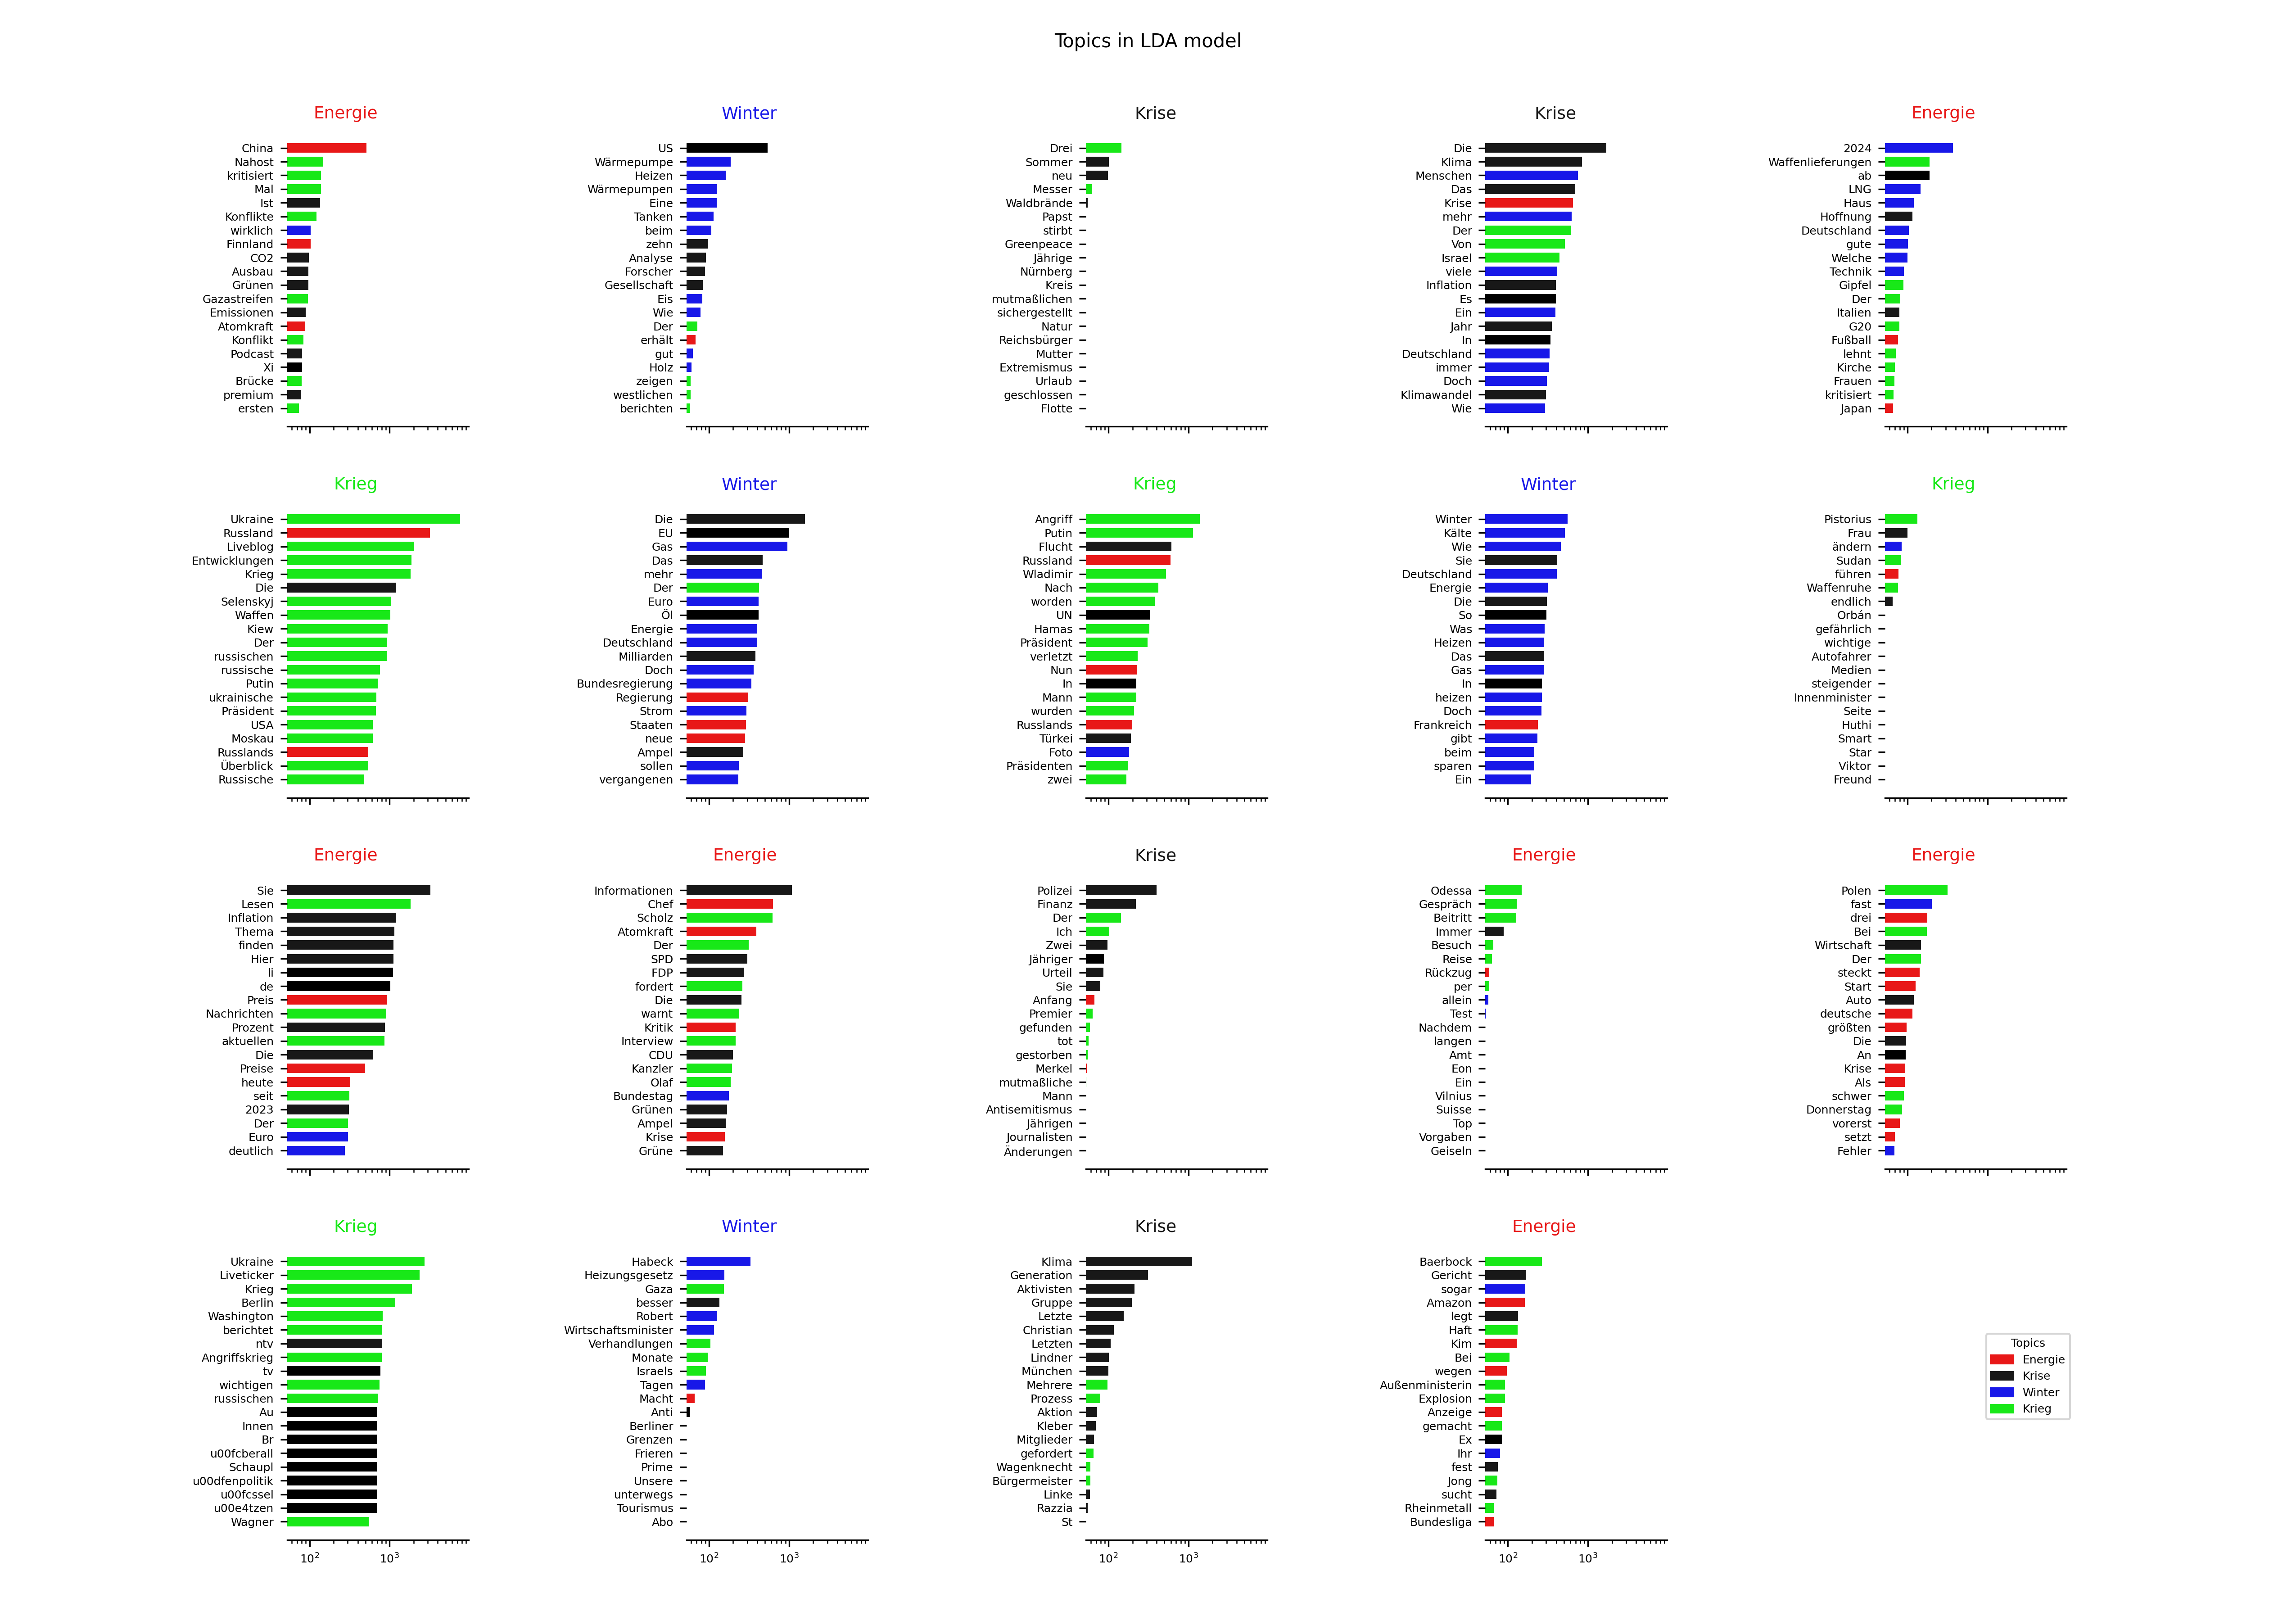 Topics in LDA model
Energie
China
Nahost
kritisiert
Mal
Ist
Konflikte
wirklich
Finnland
CO2
Ausbau
Grünen
Gazastreifen
Emissionen
Atomkraft
Konflikt
Podcast
Xi
Brücke
premium
ersten
Winter
US
Wärmepumpe
Heizen
Wärmepumpen
Eine
Tanken
beim
zehn
Analyse
Forscher
Gesellschaft
Eis
Wie
Der
erhält
gut
Holz
zeigen
westlichen
berichten
Krise
Drei
Sommer
neu
Messer
Waldbrände
Papst
stirbt
Greenpeace
Jährige
Nürnberg
Kreis
mutmaßlichen
sichergestellt
Natur
Reichsbürger
Mutter
Extremismus
Urlaub
geschlossen
Flotte
Krise
Die
Klima
Menschen
Das
Krise
mehr
Der
Von
Israel
viele
Inflation
Es
Ein
Jahr
In
Deutschland
immer
Doch
Klimawandel
Wie
Energie
2024
Waffenlieferungen
ab
LNG
Haus
Hoffnung
Deutschland
gute
Welche
Technik
Gipfel
Der
Italien
G20
Fußball
lehnt
Kirche
Frauen
kritisiert
Japan
Krieg
Ukraine
Russland
Liveblog
Entwicklungen
Krieg
Die
Selenskyj
Waffen
Kiew
Der
russischen
russische
Putin
ukrainische
Präsident
USA
Moskau
Russlands
Überblick
Russische
Winter
Die
EU
Gas
Das
mehr
Der
Euro
Öl
Energie
Deutschland
Milliarden
Doch
Bundesregierung
Regierung
Strom
Staaten
neue
Ampel
sollen
vergangenen
Krieg
Angriff
Putin
Flucht
Russland
Wladimir
Nach
worden
UN
Hamas
Präsident
verletzt
Nun
In
Mann
wurden
Russlands
Türkei
Foto
Präsidenten
zwei
Winter
Winter
Kälte
Wie
Sie
Deutschland
Energie
Die
So
Was
Heizen
Das
Gas
In
heizen
Doch
Frankreich
gibt
beim
sparen
Ein
Krieg
Pistorius
Frau
ändern
Sudan
führen
Waffenruhe
endlich
Orbán
gefährlich
wichtige
Autofahrer
Medien
steigender
Innenminister
Seite
Huthi
Smart
Star
Viktor
Freund
Energie
Sie
Lesen
Inflation
Thema
finden
Hier
li
de
Preis
Nachrichten
Prozent
aktuellen
Die
Preise
heute
seit
2023
Der
Euro
deutlich
Energie
Informationen
Chef
Scholz
Atomkraft
Der
SPD
FDP
fordert
Die
warnt
Kritik
Interview
CDU
Kanzler
Olaf
Bundestag
Grünen
Ampel
Krise
Grüne
Krise
Polizei
Finanz
Der
Ich
Zwei
Jähriger
Urteil
Sie
Anfang
Premier
gefunden
tot
gestorben
Merkel
mutmaßliche
Mann
Antisemitismus
Jährigen
Journalisten
Änderungen
Energie
Odessa
Gespräch
Beitritt
Immer
Besuch
Reise
Rückzug
per
allein
Test
Nachdem
langen
Amt
Eon
Ein
Vilnius
Suisse
Top
Vorgaben
Geiseln
Energie
Polen
fast
drei
Bei
Wirtschaft
Der
steckt
Start
Auto
deutsche
größten
Die
An
Krise
Als
schwer
Donnerstag
vorerst
setzt
Fehler
Krieg
Ukraine
Liveticker
Krieg
Berlin
Washington
berichtet
ntv
Angriffskrieg
tv
wichtigen
russischen
Au
Innen
Br
u00fcberall
Schaupl
u00dfenpolitik
u00fcssel
u00e4tzen
Wagner
10² 10³
Winter
Habeck
Heizungsgesetz
Gaza
besser
Robert
Wirtschaftsminister
Verhandlungen
Monate
Israels
Tagen
Macht
Anti
Berliner
Grenzen
Frieren
Prime
Unsere
unterwegs
Tourismus
Abo
10² 10³
Krise
Klima
Generation
Aktivisten
Gruppe
Letzte
Christian
Letzten
Lindner
München
Mehrere
Prozess
Aktion
Kleber
Mitglieder
gefordert
Wagenknecht
Bürgermeister
Linke
Razzia
St
10² 10³
Energie
Baerbock
Gericht
sogar
Amazon
legt
Haft
Kim
Bei
wegen
Außenministerin
Explosion
Anzeige
gemacht
Ex
Ihr
fest
Jong
sucht
Rheinmetall
Bundesliga
10² 10³
Topics
Energie
Krise
Winter
Krieg